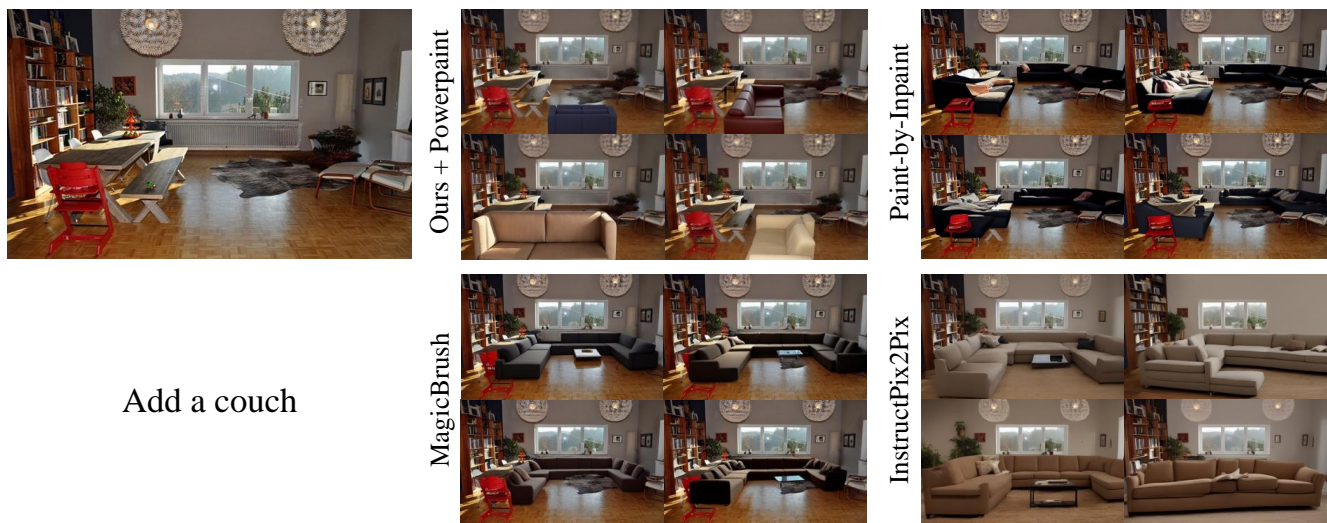 Ours + Powerpaint
Paint-by-Inpaint
Add a couch
MagicBrush
InstructPix2Pix